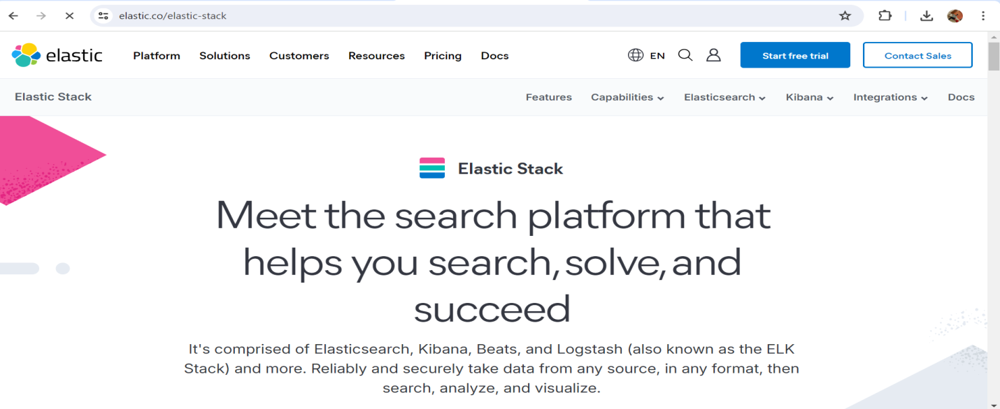 elastic.co/elastic-stack
elastic Platform Solutions Customers Resources Pricing Docs EN Start free trial Contact Sales
Elastic Stack Features Capabilities Elasticsearch Kibana Integrations Docs
Elastic Stack
Meet the search platform that
helps you search, solve, and
succeed
It's comprised of Elasticsearch, Kibana, Beats, and Logstash (also known as the ELK
Stack) and more. Reliably and securely take data from any source, in any format, then
search, analyze, and visualize.